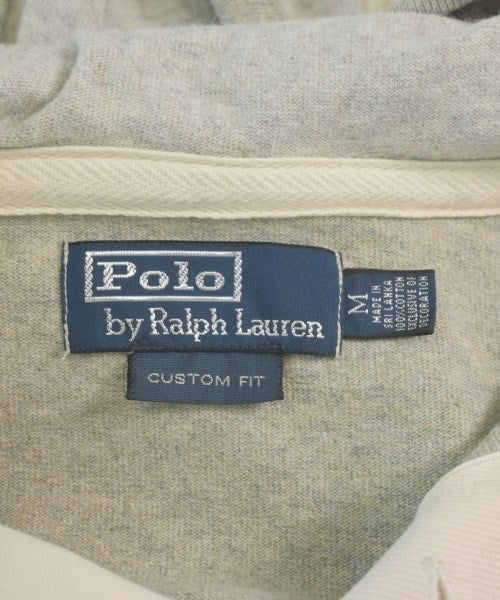 Polo
by Ralph Lauren
CUSTOM FIT
M
MADE IN
SRI LANKA
100% COTTON
EXCLUSIVE OF
DECORATION